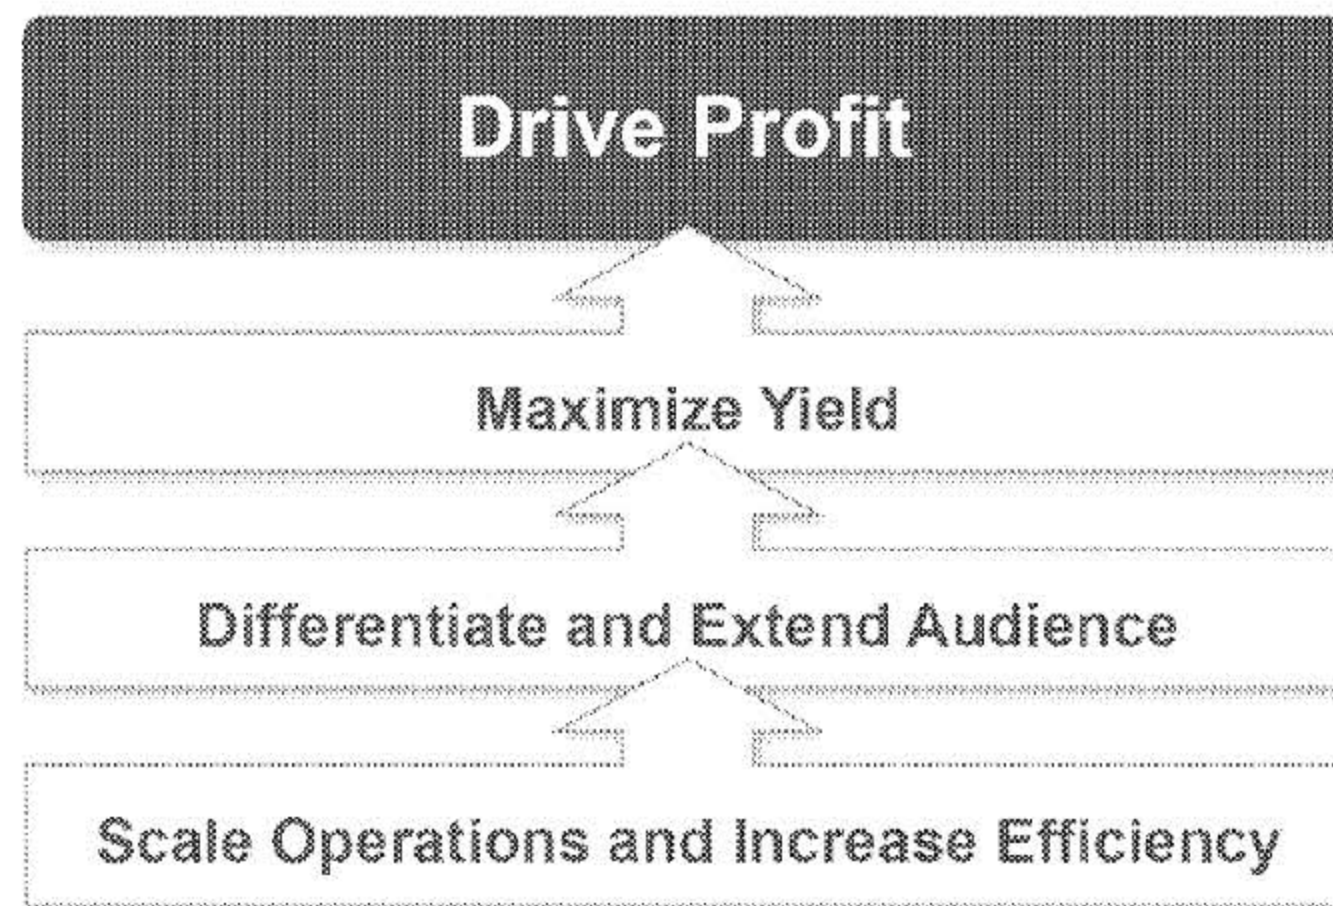 Drive Profit
Maximize Yield
Differentiate and Extend Audience
Scale Operations and Increase Efficiency